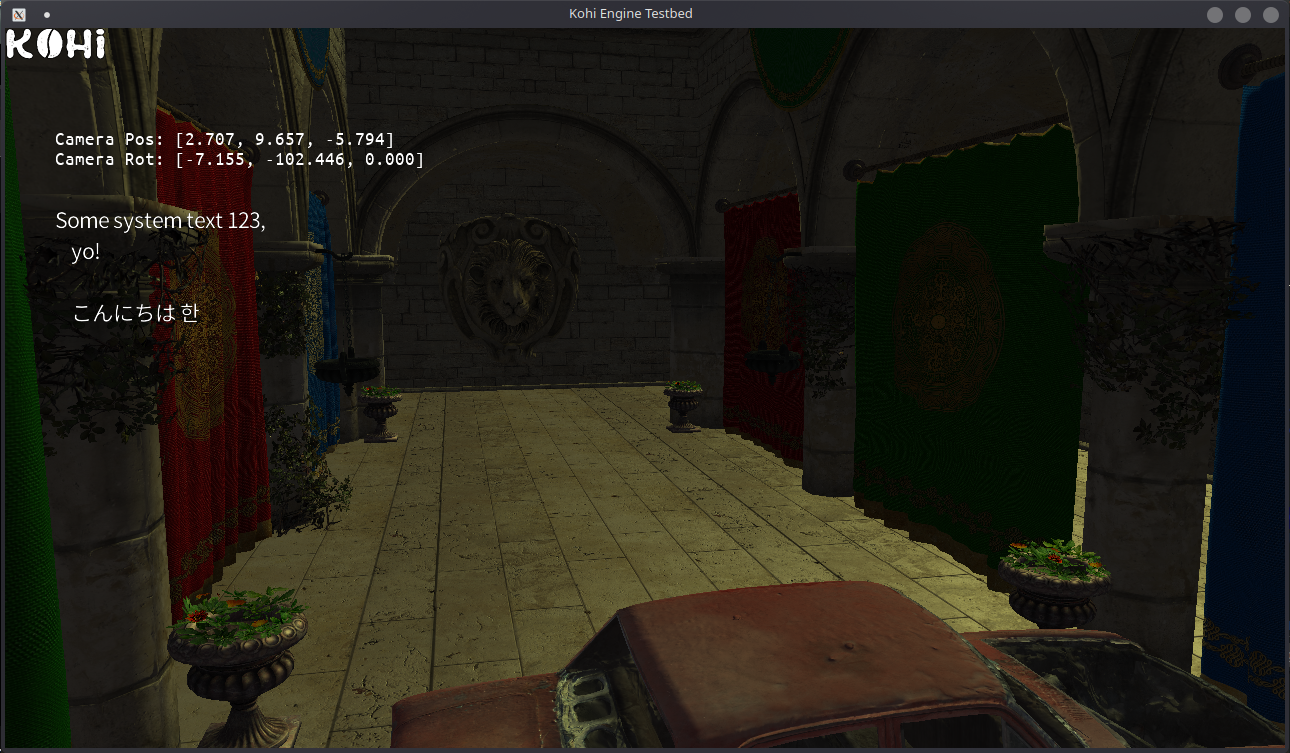 Kohi Engine Testbed
KOHi
Camera Pos: [2.707, 9.657, -5.794]
Camera Rot: [-7.155, -102.446, 0.000]
Some system text 123,
yo!
こんにちは 한